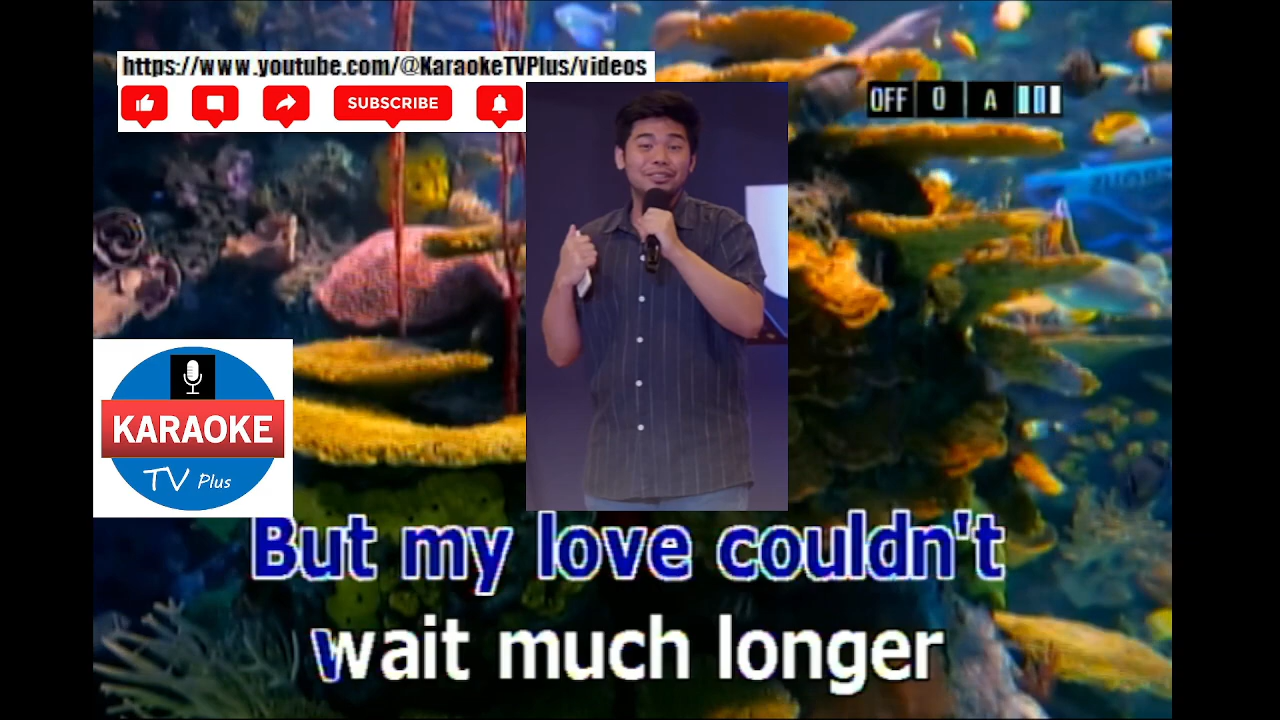 https://www.youtube.com/@KaraokeTVPlus/videos
SUBSCRIBE
OFF 0 A
KARAOKE
TV Plus
But my love couldn't
wait much longer